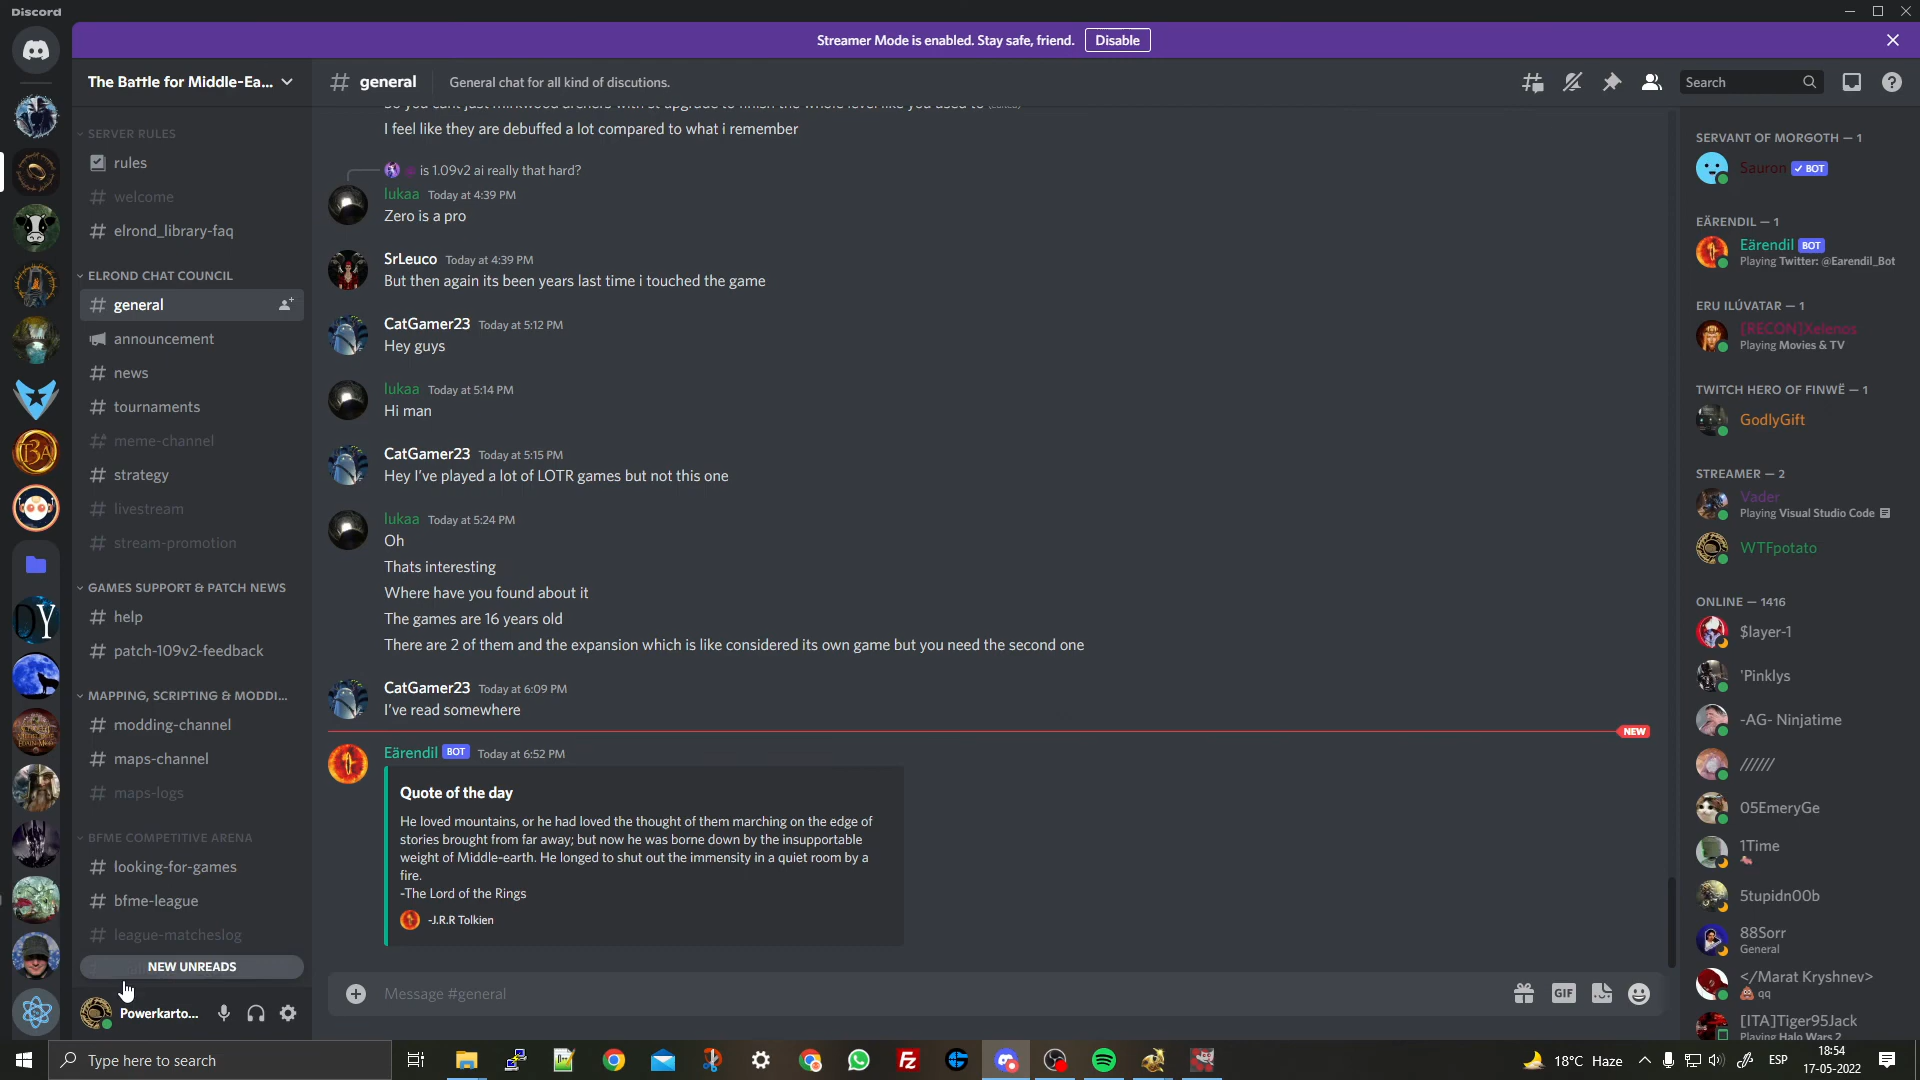 Discord
Streamer Mode is enabled. Stay safe, friend. Disable
The Battle for Middle-Ea...
general
General chat for all kind of discutions.
Search
SERVER RULES
rules
welcome
elrond_library-faq
ELROND CHAT COUNCIL
general
announcement
news
tournaments
meme-channel
strategy
livestream
stream-promotion
GAMES SUPPORT & PATCH NEWS
help
patch-109v2-feedback
MAPPING, SCRIPTING & MODDI...
modding-channel
maps-channel
maps-logs
BFME COMPETITIVE ARENA
looking-for-games
bfme-league
league-matcheslog
NEW UNREADS
Powerkarto...
I feel like they are debuffed a lot compared to what i remember
is 1.09v2 ai really that hard?
lukaa Today at 4:39 PM
Zero is a pro
SrLeuco Today at 4:39 PM
But then again its been years last time i touched the game
CatGamer23 Today at 5:12 PM
Hey guys
lukaa Today at 5:14 PM
Hi man
CatGamer23 Today at 5:15 PM
Hey I've played a lot of LOTR games but not this one
lukaa Today at 5:24 PM
Oh
Thats interesting
Where have you found about it
The games are 16 years old
There are 2 of them and the expansion which is like considered its own game but you need the second one
CatGamer23 Today at 6:09 PM
I've read somewhere
NEW
Eärendil BOT Today at 6:52 PM
Quote of the day
He loved mountains, or he had loved the thought of them marching on the edge of
stories brought from far away; but now he was borne down by the insupportable
weight of Middle-earth. He longed to shut out the immensity in a quiet room by a
fire.
-The Lord of the Rings
-J.R.R Tolkien
Message #general
GIF
SERVANT OF MORGOTH — 1
Sauron BOT
EÄRENDIL — 1
Eärendil BOT
Playing Twitter: @Earendil_Bot
ERU ILÚVATAR — 1
[RECON]Xelenos
Playing Movies & TV
TWITCH HERO OF FINWË — 1
GodlyGift
STREAMER — 2
Vader
Playing Visual Studio Code
WTFpotato
ONLINE — 1416
$layer-1
'Pinklys
-AG- Ninjatime
//////
05EmeryGe
1Time
5tupidn00b
88Sorr
General
</Marat Kryshnev>
qq
[ITA]Tiger95Jack
Playing Halo Wars 2
DY
Type here to search
18°C Haze
ESP
18:54
17-05-2022